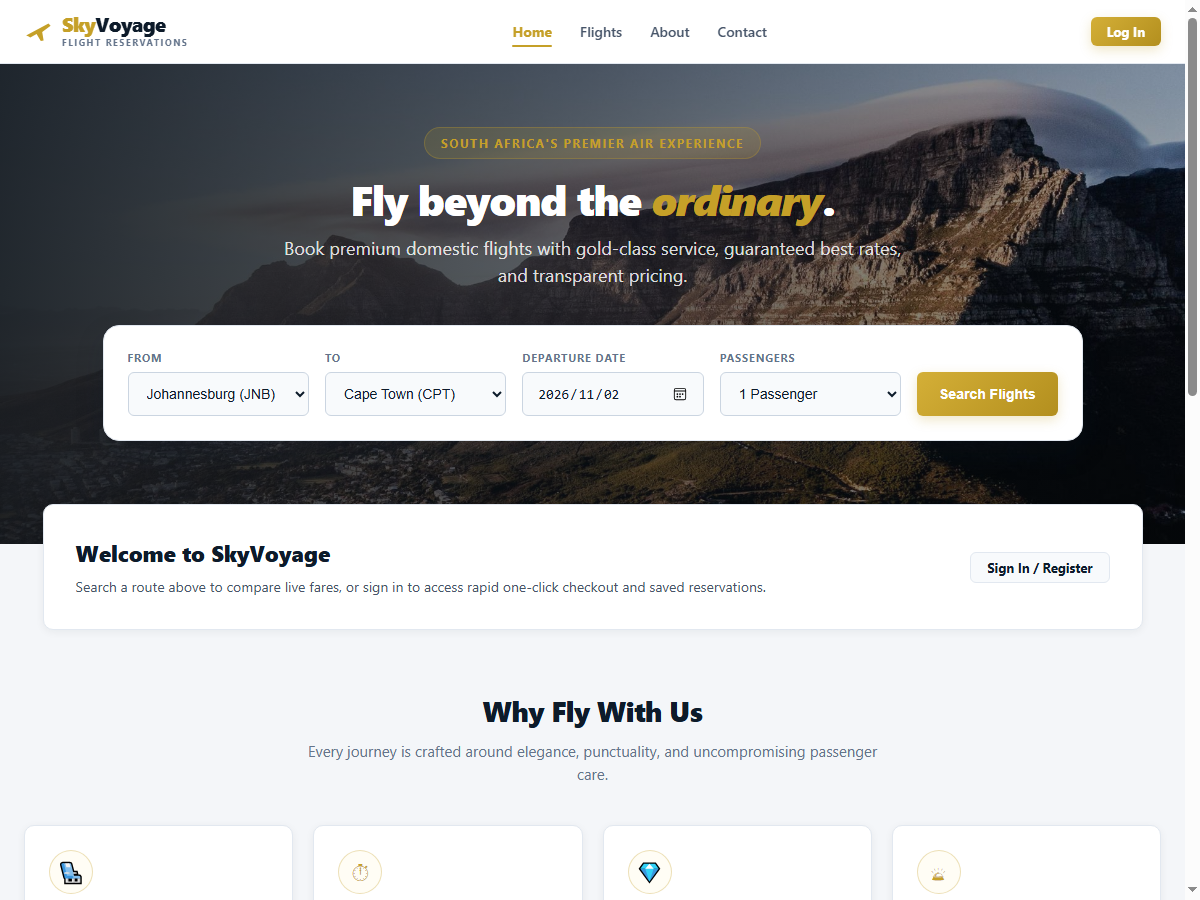 SkyVoyage
FLIGHT RESERVATIONS
Home
Flights
About
Contact
Log In
SOUTH AFRICA'S PREMIER AIR EXPERIENCE
Fly beyond the ordinary.
Book premium domestic flights with gold-class service, guaranteed best rates,
and transparent pricing.
FROM
TO
DEPARTURE DATE
PASSENGERS
Johannesburg (JNB)
Cape Town (CPT)
2026/11/02
1 Passenger
Search Flights
Welcome to SkyVoyage
Search a route above to compare live fares, or sign in to access rapid one-click checkout and saved reservations.
Sign In / Register
Why Fly With Us
Every journey is crafted around elegance, punctuality, and uncompromising passenger
care.